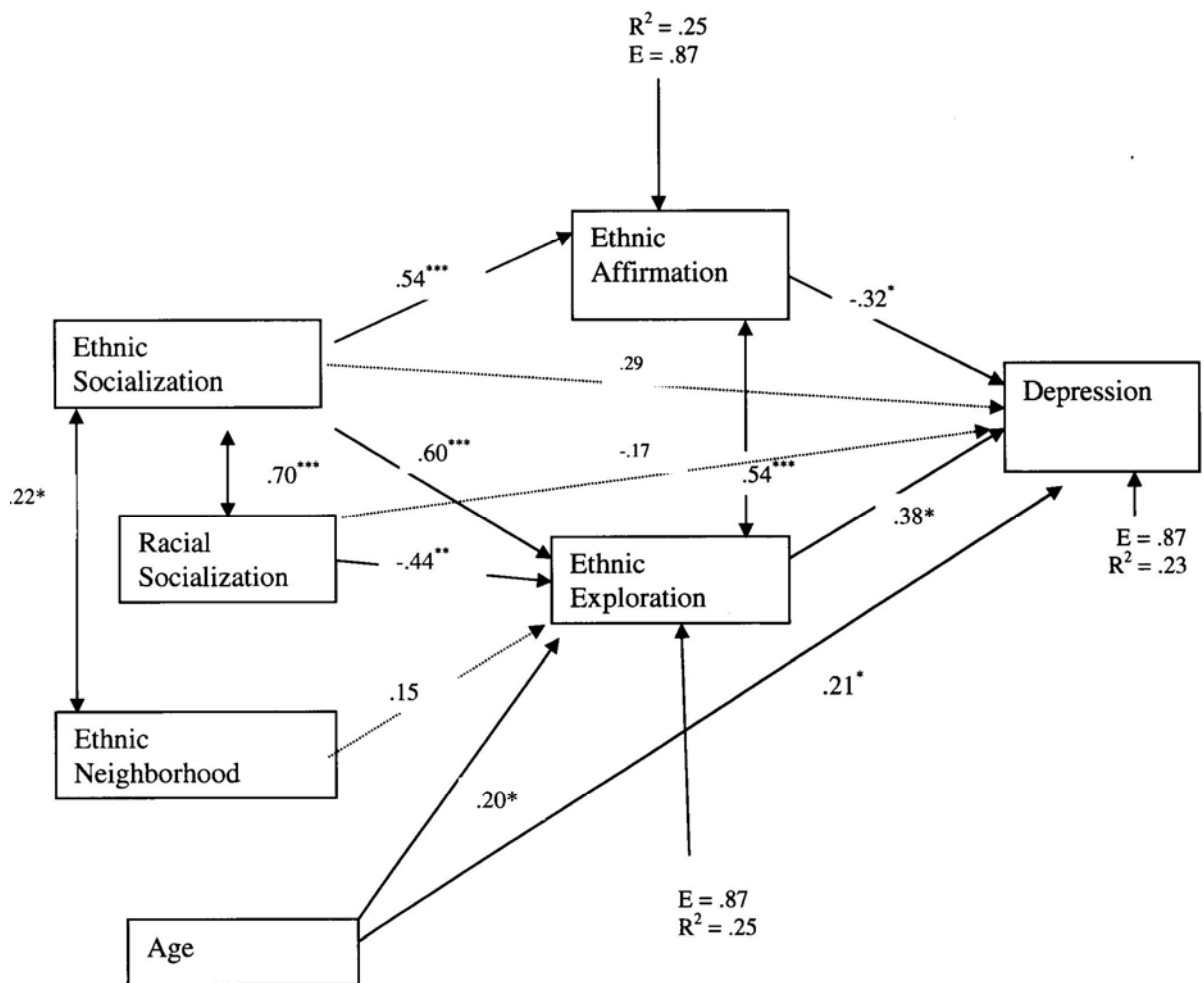 R² = .25
E = .87
Ethnic
Affirmation
.54***
-.32*
Ethnic
Socialization
.29
Depression
.60***
-.17
.70***
.54***
.22*
.38*
Racial
Socialization
-.44**
Ethnic
Exploration
E = .87
R² = .23
.15
.21*
Ethnic
Neighborhood
.20*
E = .87
R² = .25
Age